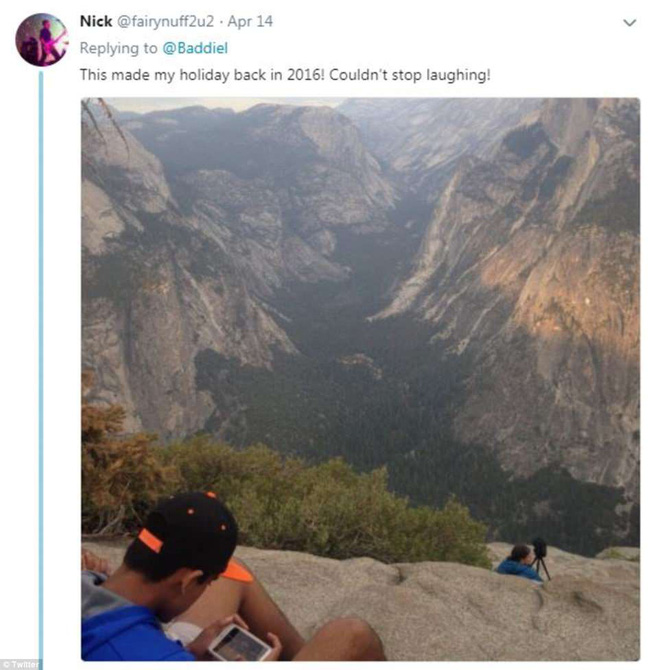 Nick @fairynuff2u2 · Apr 14
Replying to @Baddiel
This made my holiday back in 2016! Couldn't stop laughing!
© Twitter